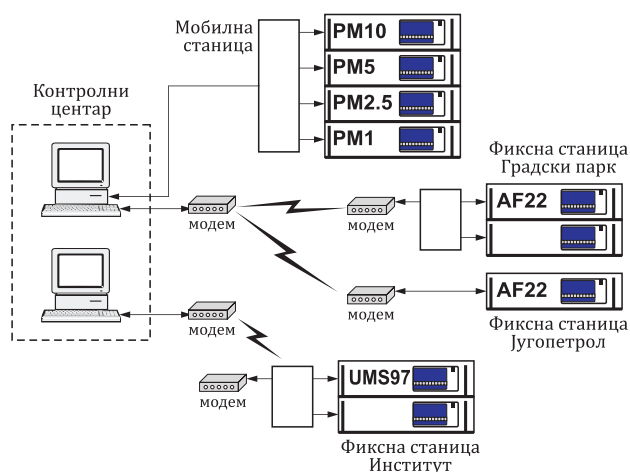 Мобилна
станица
PM10
PM5
PM2.5
PM1
Контролни
центар
Фиксна станица
Градски парк
AF22
модем
модем
AF22
Фиксна станица
Југопетрол
модем
модем
UMS97
модем
Фиксна станица
Институт